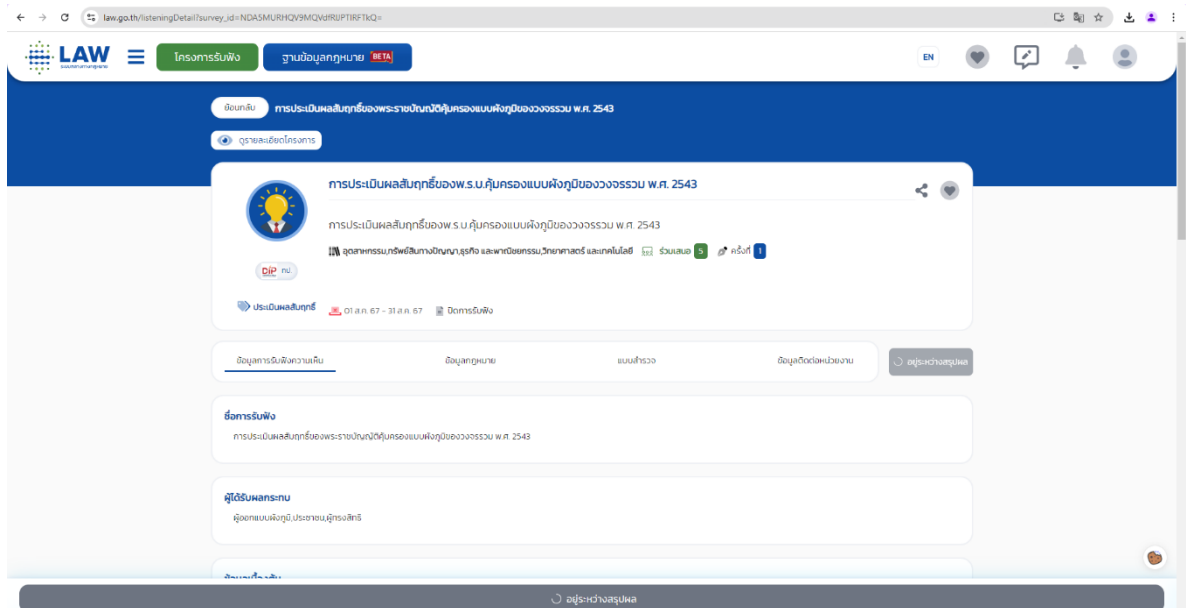 law.go.th/listeningDetail?survey_id=NDA5MURHQV9MQVdfRlJPTlRFTkQ=
LAW
โครงการรับฟัง
ฐานข้อมูลกฎหมาย BETA
EN
ย้อนกลับ
การประเมินผลสัมฤทธิ์ของพระราชบัญญัติคุ้มครองแบบผังภูมิของวงจรรวม พ.ศ. 2543
ดูรายละเอียดโครงการ
การประเมินผลสัมฤทธิ์ของพ.ร.บ.คุ้มครองแบบผังภูมิของวงจรรวม พ.ศ. 2543
การประเมินผลสัมฤทธิ์ของพ.ร.บ.คุ้มครองแบบผังภูมิของวงจรรวม พ.ศ. 2543
อุตสาหกรรม,ทรัพย์สินทางปัญญา,ธุรกิจ และพาณิชยกรรม,วิทยาศาสตร์ และเทคโนโลยี ร่วมเสนอ 5 ครั้งที่ 1
DIP ทป.
ประเมินผลสัมฤทธิ์
01 ส.ค. 67 - 31 ส.ค. 67 ปิดการรับฟัง
ข้อมูลการรับฟังความเห็น
ข้อมูลกฎหมาย
แบบสำรวจ
ข้อมูลติดต่อหน่วยงาน
อยู่ระหว่างสรุปผล
ชื่อการรับฟัง
การประเมินผลสัมฤทธิ์ของพระราชบัญญัติคุ้มครองแบบผังภูมิของวงจรรวม พ.ศ. 2543
ผู้ได้รับผลกระทบ
ผู้ออกแบบผังภูมิ,ประชาชน,ผู้ทรงสิทธิ
อยู่ระหว่างสรุปผล